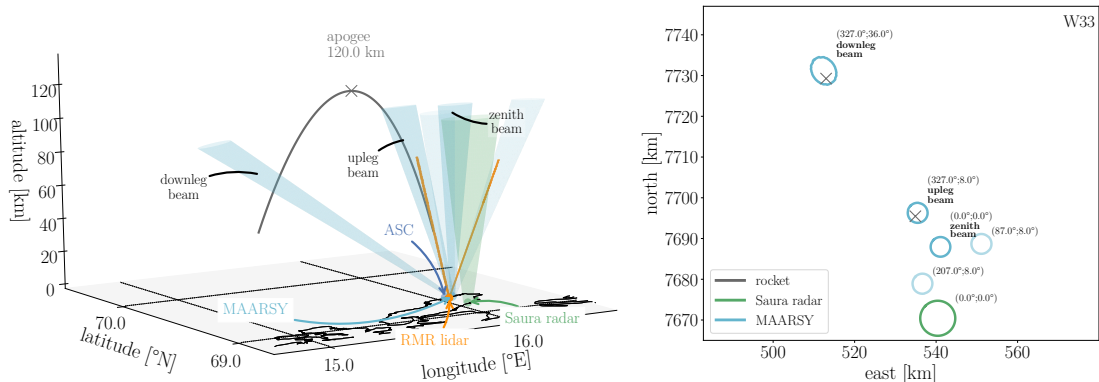 apogee
120.0 km
120
100
80
60
40
20
0
altitude [km]
downleg
beam
upleg
beam
zenith
beam
ASC
MAARSY
RMR lidar
Saura radar
70.0
69.0
latitude [°N]
15.0
16.0
longitude [°E]
W33
7740
7730
7720
7710
7700
7690
7680
7670
north [km]
(327.0°;36.0°)
downleg
beam
(327.0°;8.0°)
upleg
beam
(0.0°;0.0°)
zenith
beam
(87.0°;8.0°)
(207.0°;8.0°)
(0.0°;0.0°)
rocket
Saura radar
MAARSY
500
520
540
560
east [km]